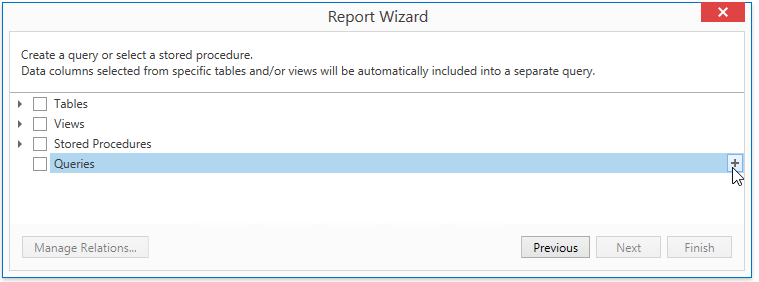 Report Wizard
Create a query or select a stored procedure.
Data columns selected from specific tables and/or views will be automatically included into a separate query.
Tables
Views
Stored Procedures
Queries
Manage Relations...
Previous
Next
Finish